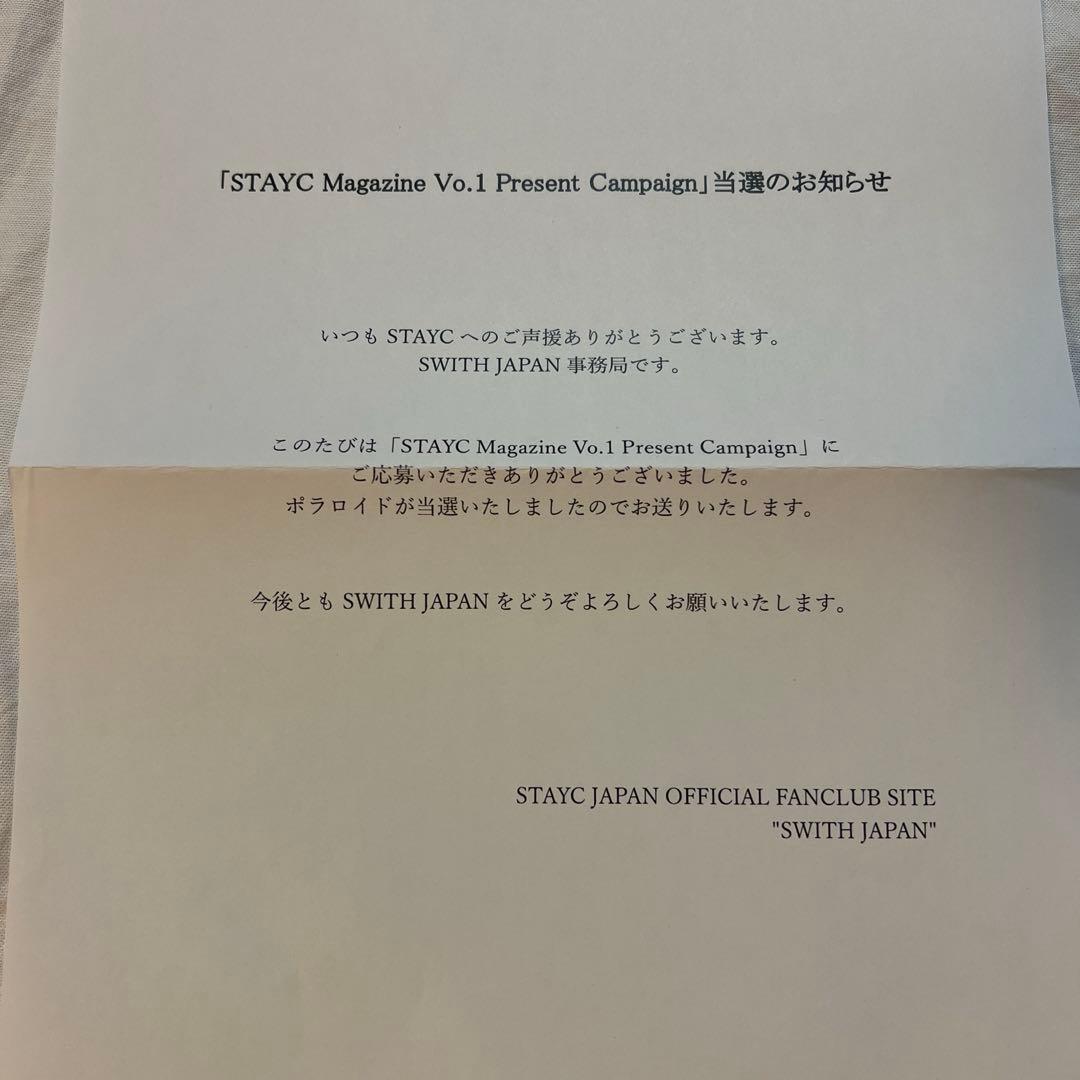 「STAYC Magazine Vo.1 Present Campaign」当選のお知らせ
いつも STAYC へのご声援ありがとうございます。
SWITH JAPAN 事務局です。
このたびは「STAYC Magazine Vo.1 Present Campaign」に
ご応募いただきありがとうございました。
ポラロイドが当選いたしましたのでお送りいたします。
今後とも SWITH JAPAN をどうぞよろしくお願いいたします。
STAYC JAPAN OFFICIAL FANCLUB SITE
"SWITH JAPAN"